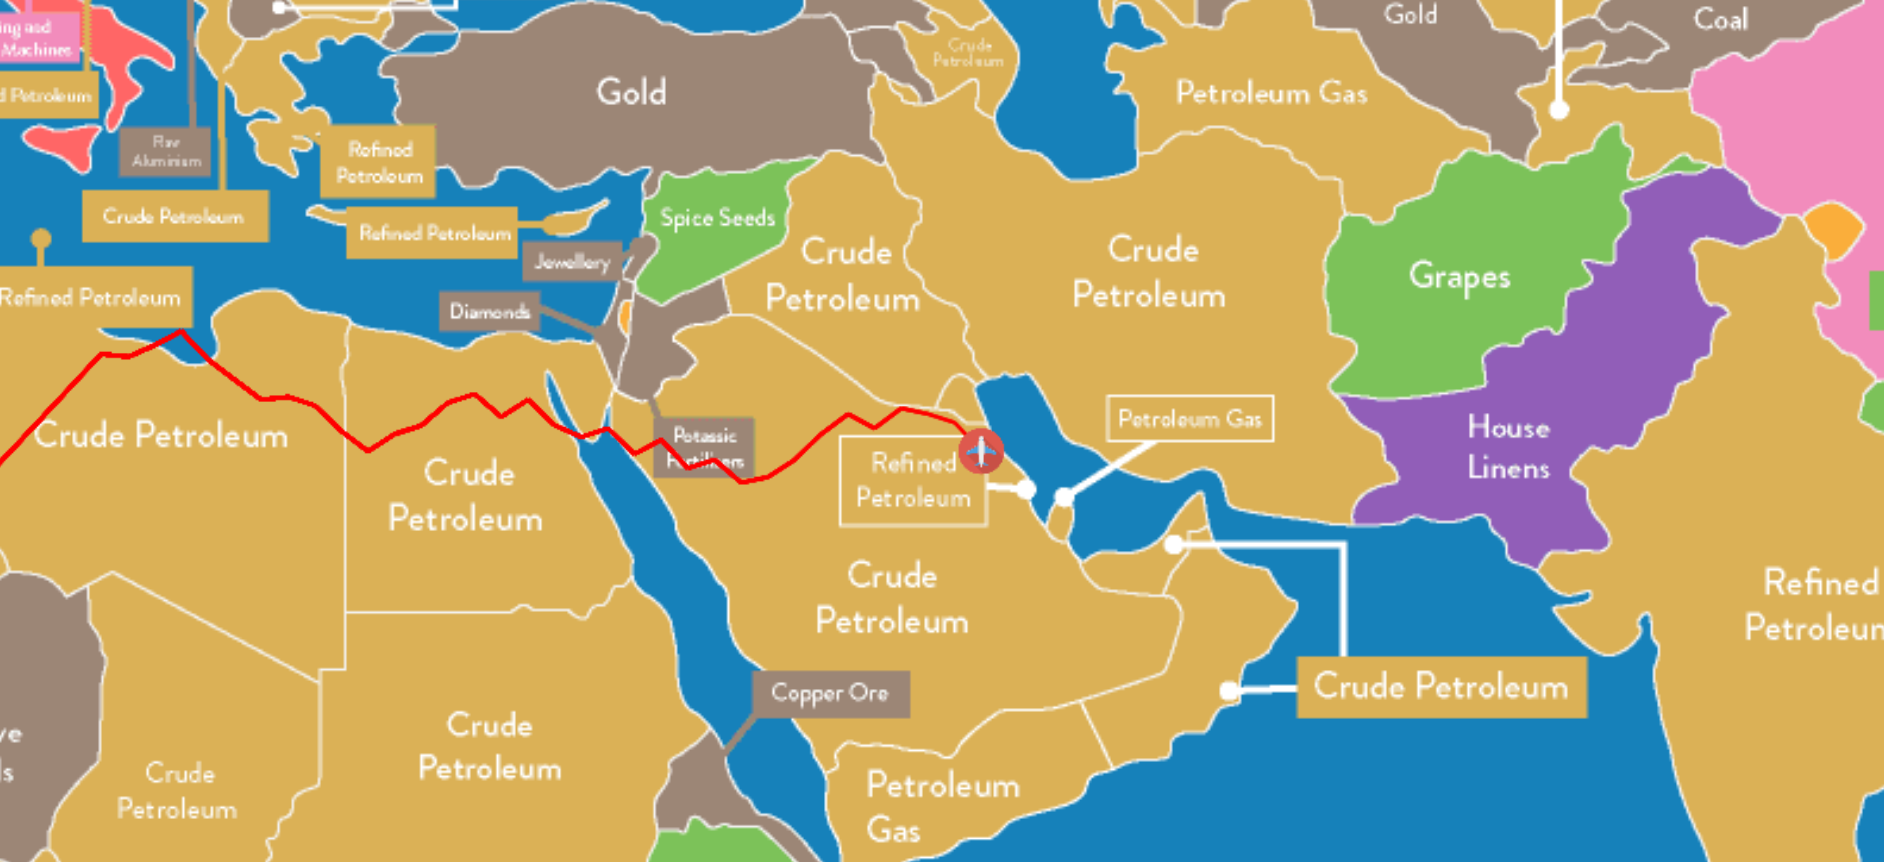 ing and
Machines
d Petroleum
Raw
Aluminium
Crude Petroleum
Refined Petroleum
Refined
Petroleum
Refined Petroleum
Gold
Jewellery
Diamonds
Spice Seeds
Crude
Petroleum
Crude
Petroleum
Petroleum Gas
Gold
Coal
Crude
Petroleum
Grapes
House
Linens
Petroleum Gas
Crude Petroleum
Crude
Petroleum
Potassic
Fertilizers
Refined
Petroleum
Crude
Petroleum
Crude Petroleum
Refined
Petroleum
Copper Ore
Crude
Petroleum
Crude
Petroleum
Petroleum
Gas
ve
ls